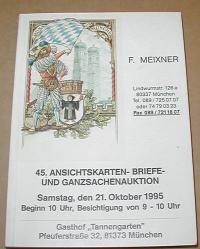 F. MEIXNER
Lindwurmstr. 126 a
80337 München
Tel. 089 / 725 07 07
oder 74 79 03 23
Fax 089 / 721 16 07
45. ANSICHTSKARTEN- BRIEFE-
UND GANZSACHENAUKTION
Samstag, den 21. Oktober 1995
Beginn 10 Uhr, Besichtigung von 9 - 10 Uhr
Gasthof „Tannengarten"
Pfeuferstraße 32, 81373 München